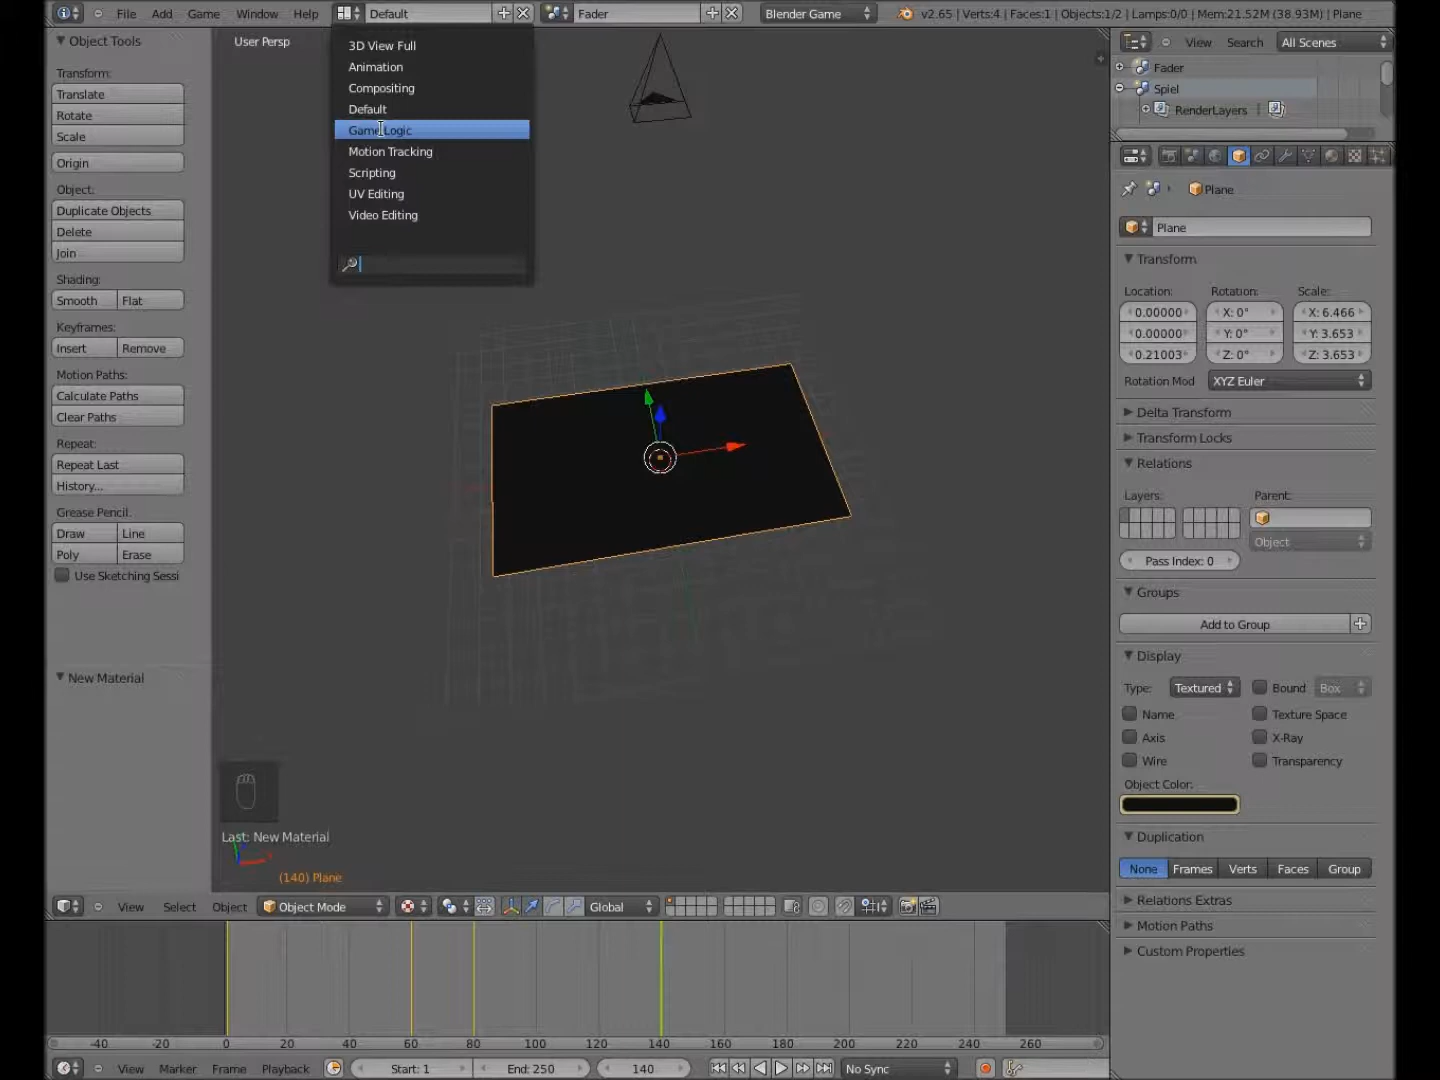 File Add Game Window Help Default Fader Blender Game v2.65 | Verts:4 | Faces:1 | Objects:1/2 | Lamps:0/0 | Mem:21.52M (38.93M) | Plane
Object Tools
Transform:
Translate
Rotate
Scale
Origin
Object:
Duplicate Objects
Delete
Join
Shading:
Smooth Flat
Keyframes:
Insert Remove
Motion Paths:
Calculate Paths
Clear Paths
Repeat:
Repeat Last
History...
Grease Pencil:
Draw Line
Poly Erase
Use Sketching Sessi
New Material
User Persp
3D View Full
Animation
Compositing
Default
Game Logic
Motion Tracking
Scripting
UV Editing
Video Editing
Last: New Material
(140) Plane
View Select Object Object Mode Global
-40 -20 0 20 40 60 80 100 120 140 160 180 200 220 240 260
View Marker Frame Playback Start: 1 End: 250 140 No Sync
View Search All Scenes
Fader
Spiel
RenderLayers
Plane
Plane
Transform
Location: Rotation: Scale:
0.00000 X: 0° X: 6.466
0.00000 Y: 0° Y: 3.653
0.21003 Z: 0° Z: 3.653
Rotation Mod XYZ Euler
Delta Transform
Transform Locks
Relations
Layers: Parent:
Object
Pass Index: 0
Groups
Add to Group
Display
Type: Textured Bound Box
Name Texture Space
Axis X-Ray
Wire Transparency
Object Color:
Duplication
None Frames Verts Faces Group
Relations Extras
Motion Paths
Custom Properties